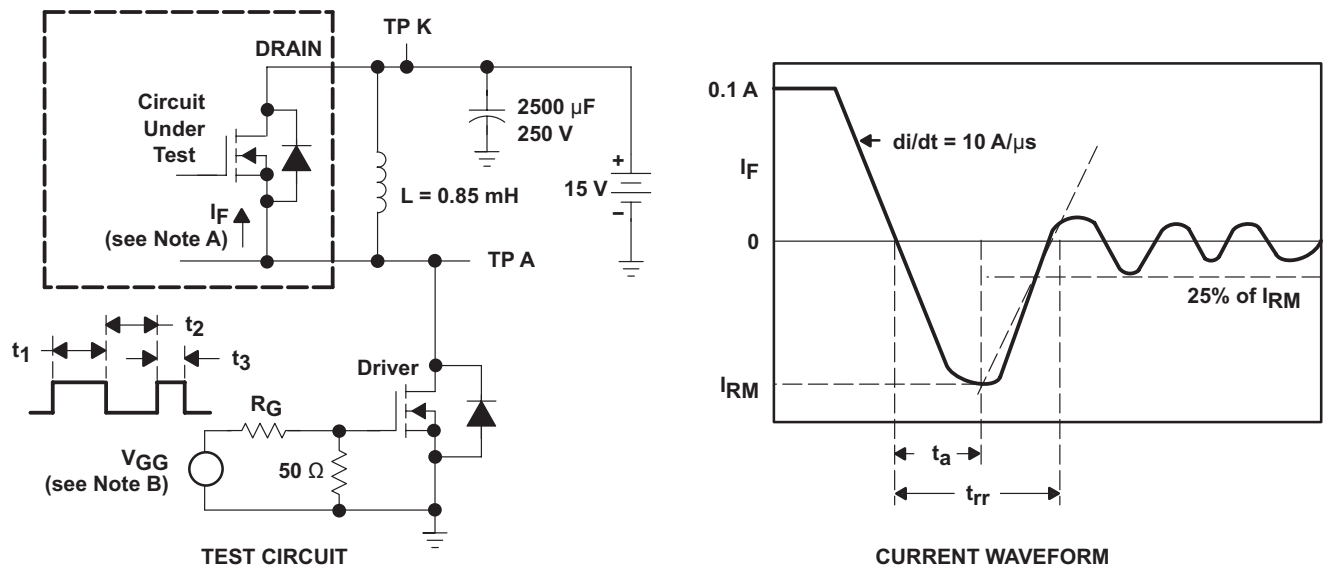 TP K
DRAIN
Circuit
Under
Test
2500 µF
250 V
L = 0.85 mH
15 V
+
–
IF
(see Note A)
TP A
t1
t2
t3
Driver
RG
VGG
(see Note B)
50 Ω
TEST CIRCUIT
0.1 A
di/dt = 10 A/µs
IF
0
25% of IRM
IRM
ta
trr
CURRENT WAVEFORM